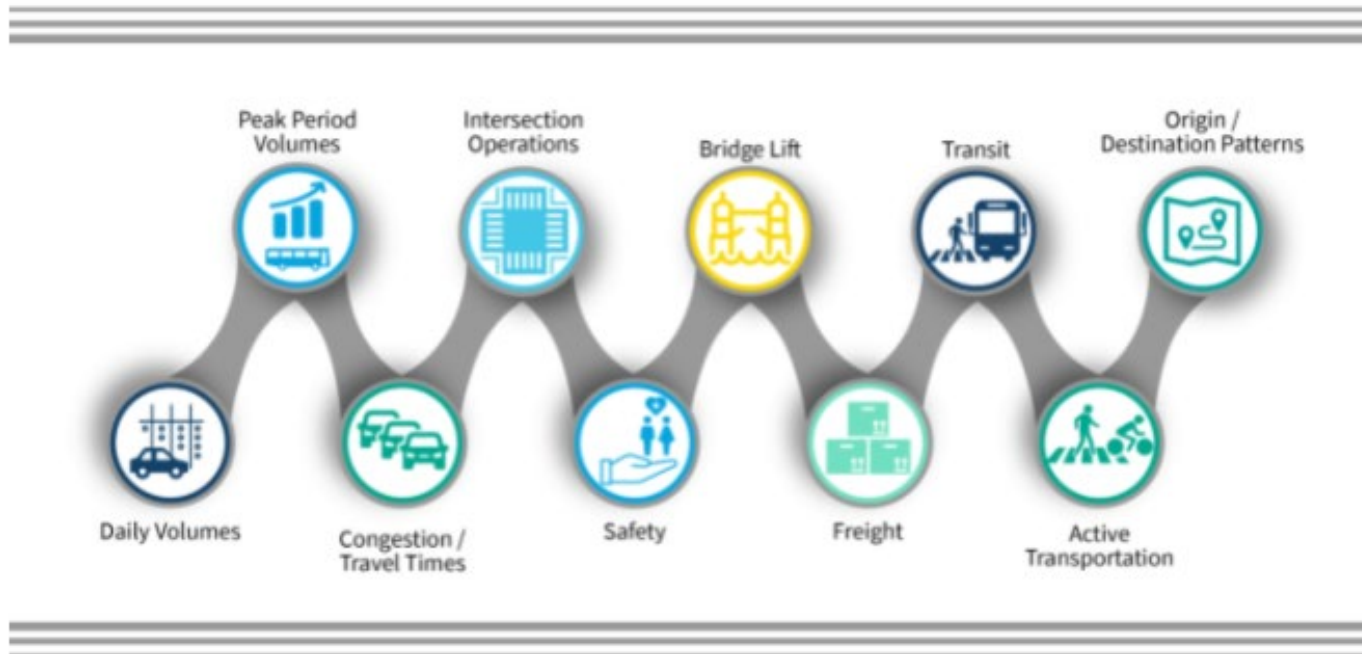 Peak Period
Volumes
Intersection
Operations
Bridge Lift
Transit
Origin /
Destination Patterns
Daily Volumes
Congestion /
Travel Times
Safety
Freight
Active
Transportation